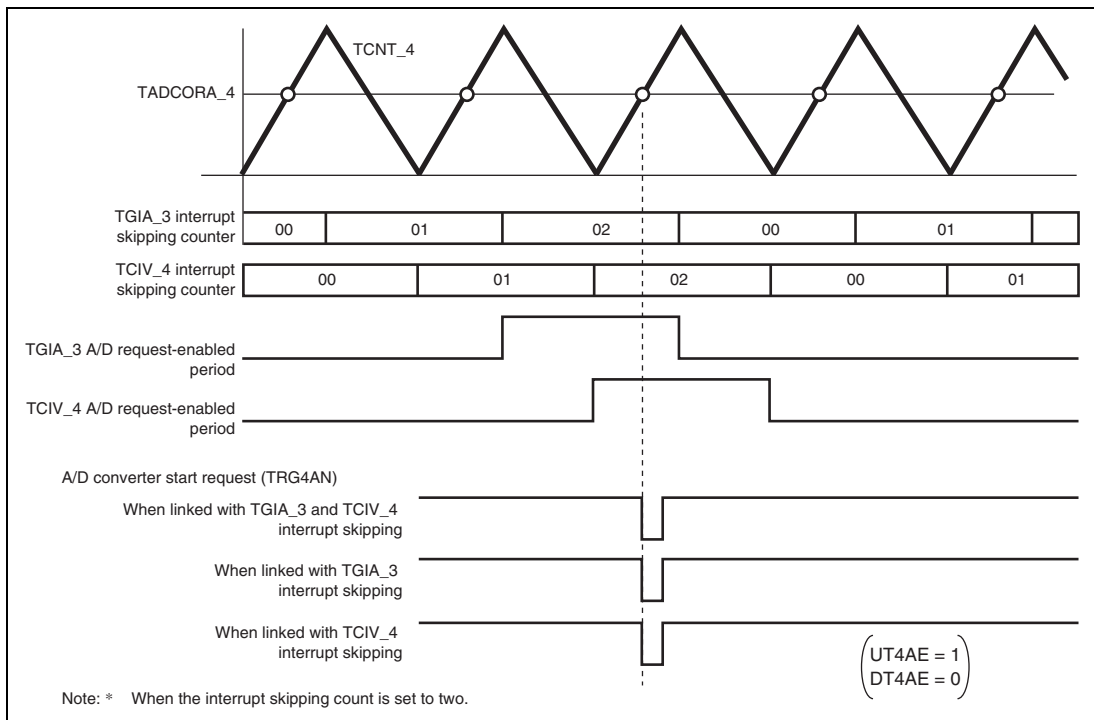 TCNT_4
TADCORA_4
TGIA_3 interrupt
skipping counter
00 01 02 00 01
TCIV_4 interrupt
skipping counter
00 01 02 00 01
TGIA_3 A/D request-enabled
period
TCIV_4 A/D request-enabled
period
A/D converter start request (TRG4AN)
When linked with TGIA_3 and TCIV_4
interrupt skipping
When linked with TGIA_3
interrupt skipping
When linked with TCIV_4
interrupt skipping
UT4AE = 1
DT4AE = 0
Note: * When the interrupt skipping count is set to two.